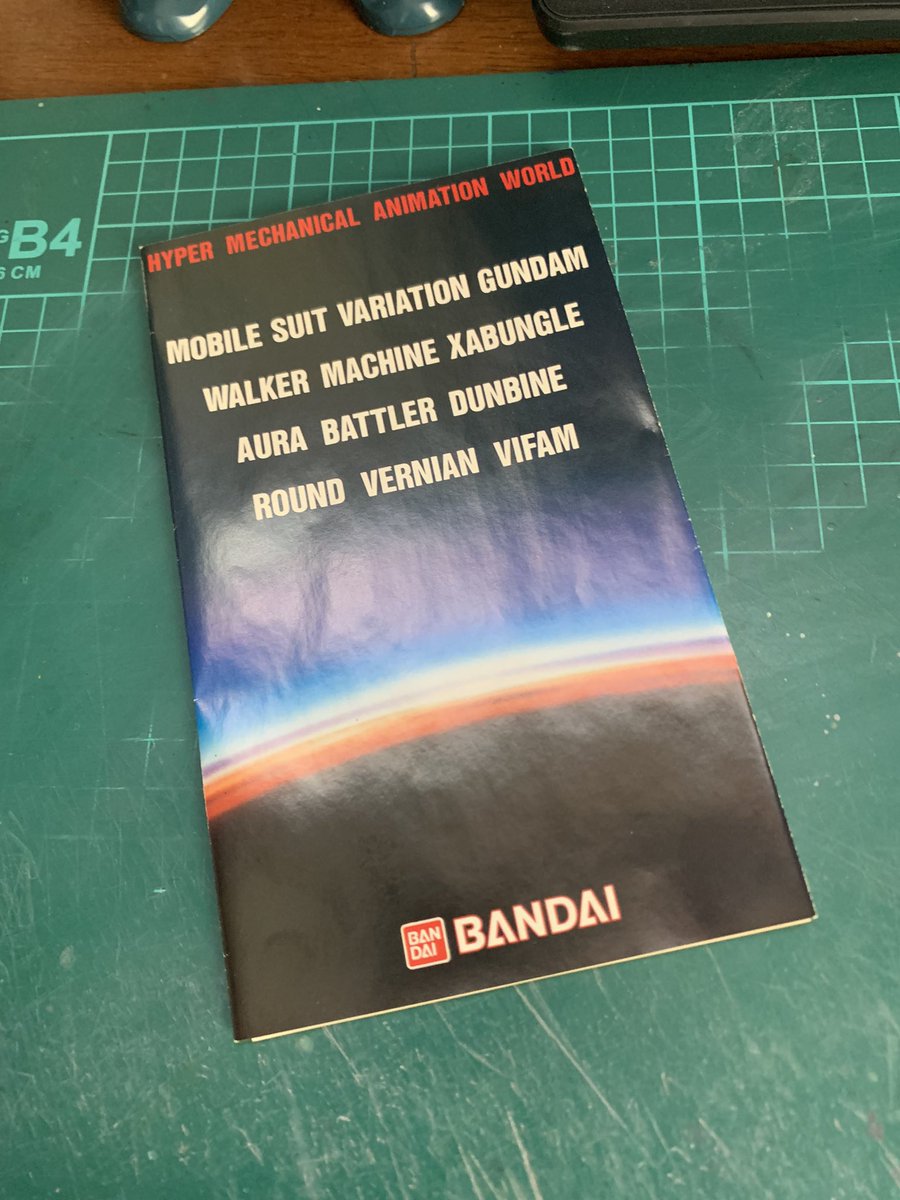 B4
6 CM
HYPER MECHANICAL ANIMATION WORLD
MOBILE SUIT VARIATION GUNDAM
WALKER MACHINE XABUNGLE
AURA BATTLER DUNBINE
ROUND VERNIAN VIFAM
BAN
DAI
BANDAI